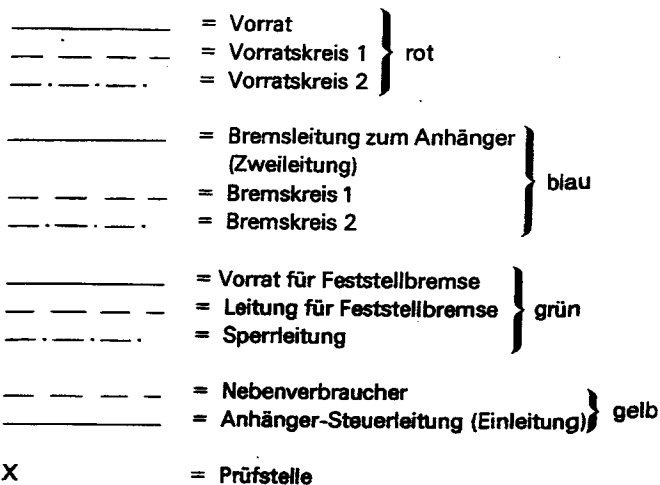 = Vorrat
= Vorratskreis 1 rot
= Vorratskreis 2
= Bremsleitung zum Anhänger
(Zweileitung)
blau
= Bremskreis 1
= Bremskreis 2
= Vorrat für Feststellbremse
= Leitung für Feststellbremse grün
= Sperrleitung
= Nebenverbraucher
= Anhänger-Steuerleitung (Einleitung) gelb
X = Prüfstelle